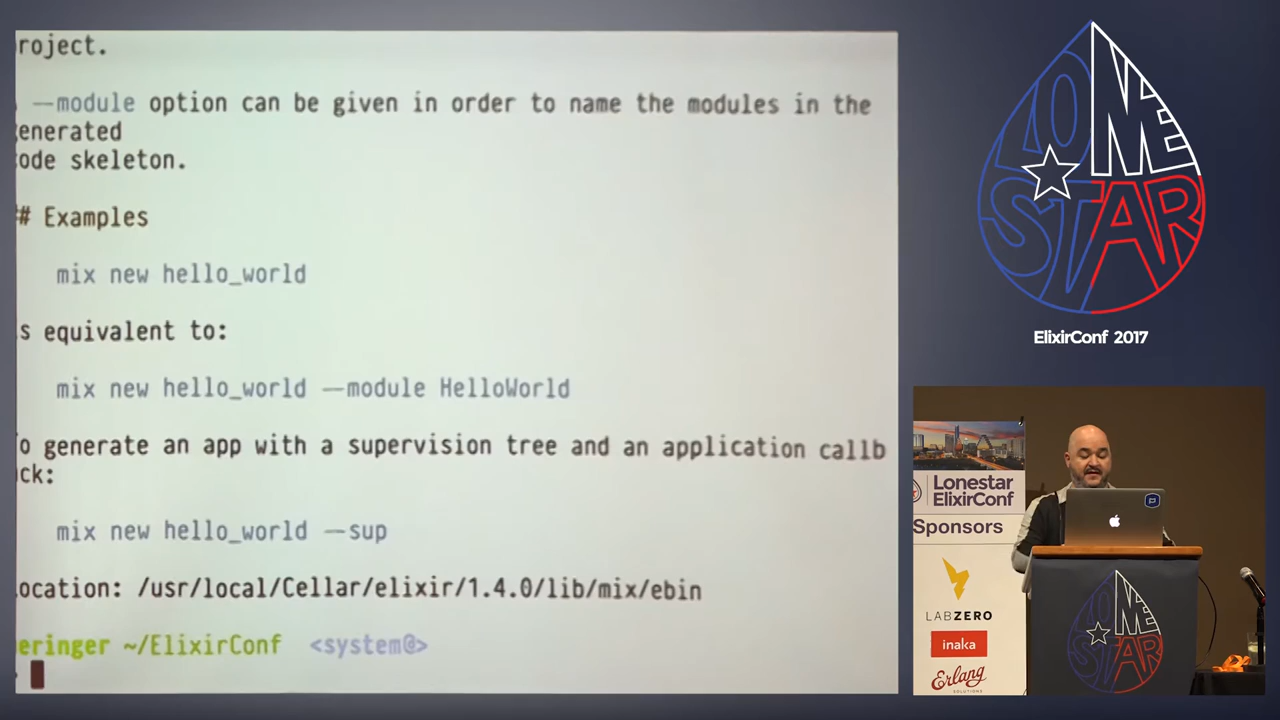 roject.
--module option can be given in order to name the modules in the
enerated
ode skeleton.
# Examples
mix new hello_world
s equivalent to:
mix new hello_world --module HelloWorld
o generate an app with a supervision tree and an application callb
ck:
mix new hello_world --sup
ocation: /usr/local/Cellar/elixir/1.4.0/lib/mix/ebin
eringer ~/ElixirConf <system@>
LONE
STAR
ElixirConf 2017
Lonestar
ElixirConf
Sponsors
LABZERO
inaka
Erlang
SOLUTIONS
LONE
STAR